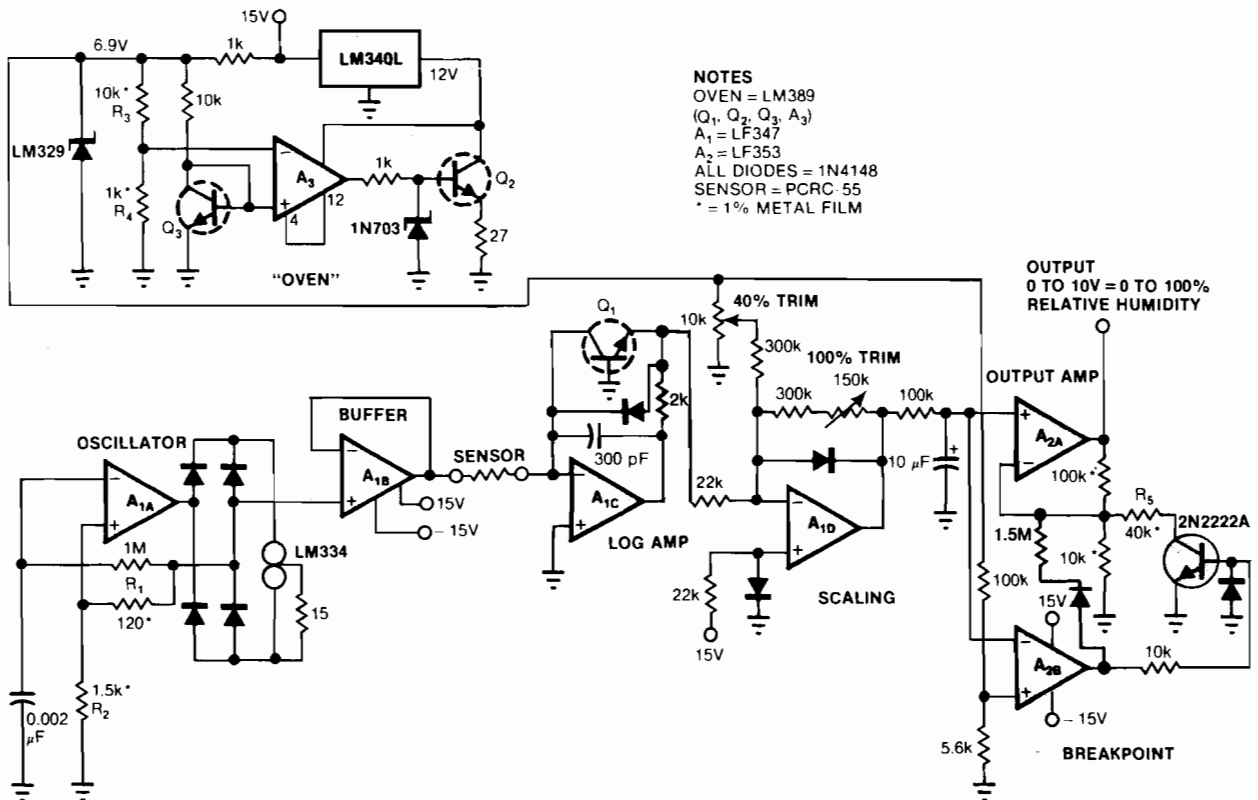 15V
6.9V
1k
LM340L
12V
10k*
R3
10k
LM329
1k*
R4
Q3
A3
−
+
4
12
1k
1N703
Q2
27
"OVEN"
NOTES
OVEN = LM389
(Q1, Q2, Q3, A3)
A1 = LF347
A2 = LF353
ALL DIODES = 1N4148
SENSOR = PCRC-55
* = 1% METAL FILM
OUTPUT
0 TO 10V = 0 TO 100%
RELATIVE HUMIDITY
Q1
10k
40% TRIM
300k
100% TRIM
300k
150k
100k
OUTPUT AMP
BUFFER
2k
300 pF
OSCILLATOR
A1A
−
+
A1B
−
+
15V
−15V
SENSOR
A1C
−
+
LOG AMP
22k
A1D
−
+
SCALING
22k
15V
10 µF
+
A2A
+
−
100k*
R5
40k*
2N2222A
1.5M
10k*
100k
15V
A2B
−
+
−15V
10k
5.6k
BREAKPOINT
1M
R1
120*
LM334
15
1.5k*
R2
0.002
µF